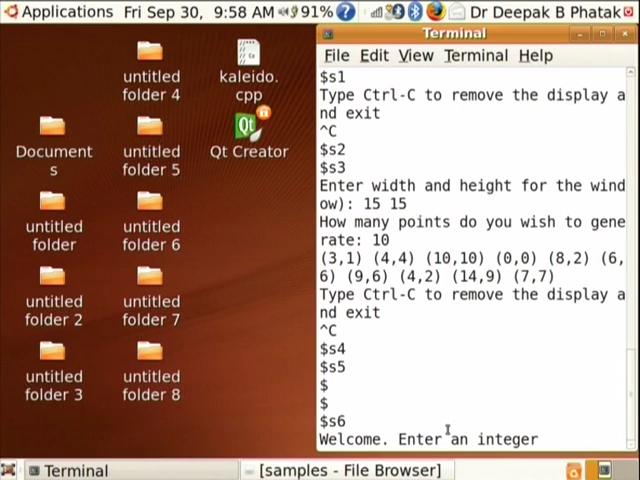 Applications Fri Sep 30, 9:58 AM 91% ? Dr Deepak B Phatak
Terminal
File Edit View Terminal Help
$s1
Type Ctrl-C to remove the display a
nd exit
^C
$s2
$s3
Enter width and height for the wind
ow): 15 15
How many points do you wish to gene
rate: 10
(3,1) (4,4) (10,10) (0,0) (8,2) (6,
6) (9,6) (4,2) (14,9) (7,7)
Type Ctrl-C to remove the display a
nd exit
^C
$s4
$s5
$
$
$s6
Welcome. Enter an integer
untitled
folder 4
kaleido.
cpp
Document
s
untitled
folder 5
Qt
Qt Creator
untitled
folder
untitled
folder 6
untitled
folder 2
untitled
folder 7
untitled
folder 3
untitled
folder 8
Terminal
[samples - File Browser]